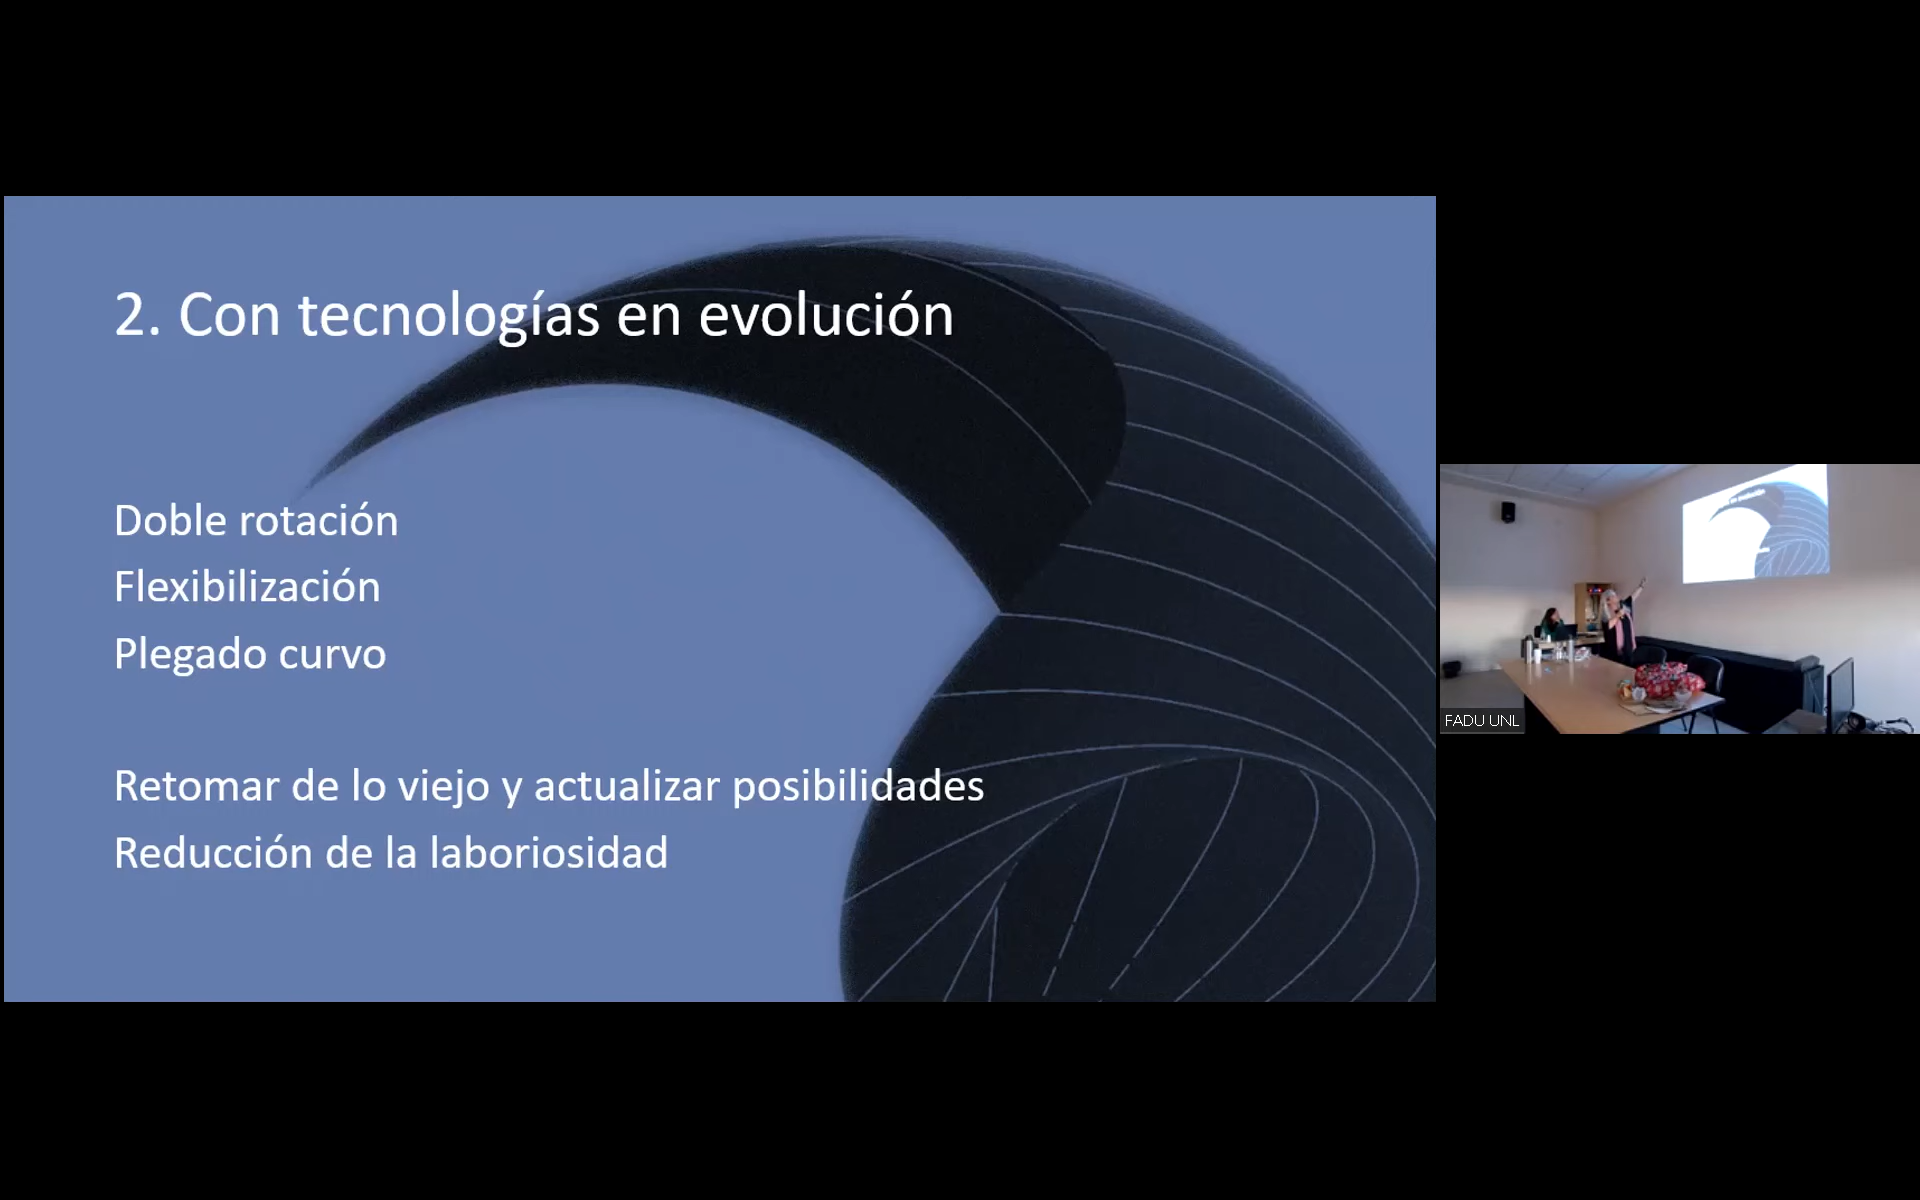 2. Con tecnologías en evolución
Doble rotación
Flexibilización
Plegado curvo
Retomar de lo viejo y actualizar posibilidades
Reducción de la laboriosidad
FADU UNL